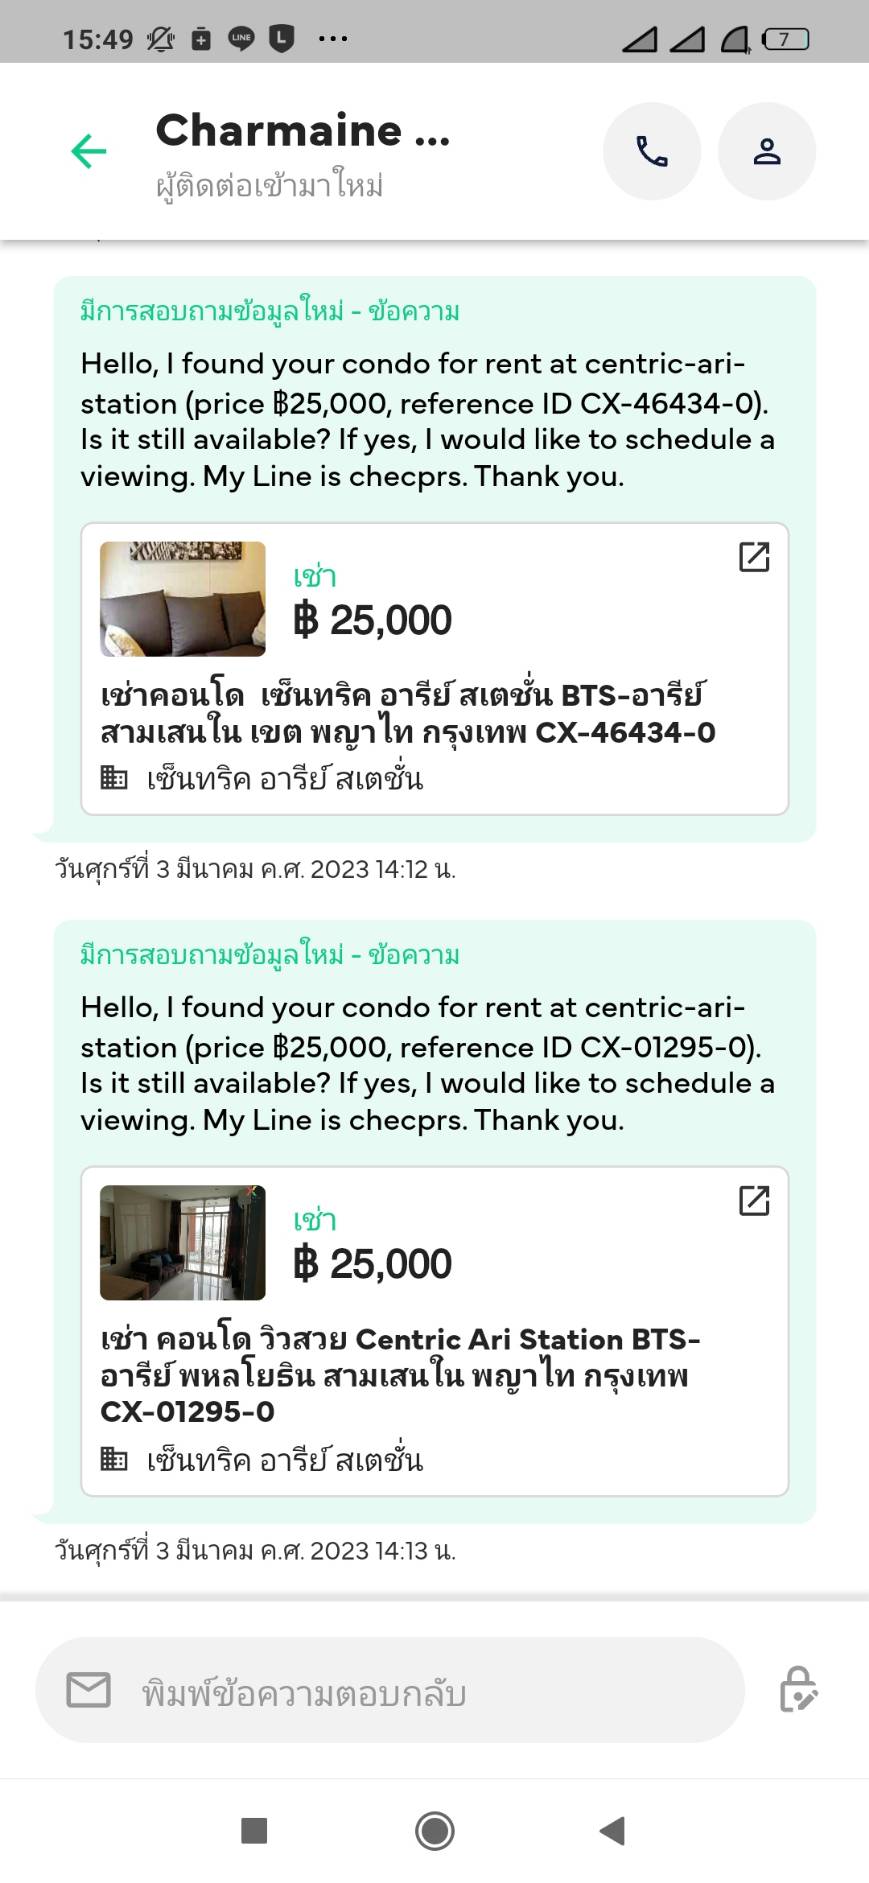 15:49
LINE
L
7
Charmaine ...
ผู้ติดต่อเข้ามาใหม่
มีการสอบถามข้อมูลใหม่ - ข้อความ
Hello, I found your condo for rent at centric-ari-
station (price ฿25,000, reference ID CX-46434-0).
Is it still available? If yes, I would like to schedule a
viewing. My Line is checprs. Thank you.
เช่า
฿ 25,000
เช่าคอนโด เซ็นทริค อารีย์ สเตชั่น BTS-อารีย์
สามเสนใน เขต พญาไท กรุงเทพ CX-46434-0
เซ็นทริค อารีย์ สเตชั่น
วันศุกร์ที่ 3 มีนาคม ค.ศ. 2023 14:12 น.
มีการสอบถามข้อมูลใหม่ - ข้อความ
Hello, I found your condo for rent at centric-ari-
station (price ฿25,000, reference ID CX-01295-0).
Is it still available? If yes, I would like to schedule a
viewing. My Line is checprs. Thank you.
เช่า
฿ 25,000
เช่า คอนโด วิวสวย Centric Ari Station BTS-
อารีย์ พหลโยธิน สามเสนใน พญาไท กรุงเทพ
CX-01295-0
เซ็นทริค อารีย์ สเตชั่น
วันศุกร์ที่ 3 มีนาคม ค.ศ. 2023 14:13 น.
พิมพ์ข้อความตอบกลับ